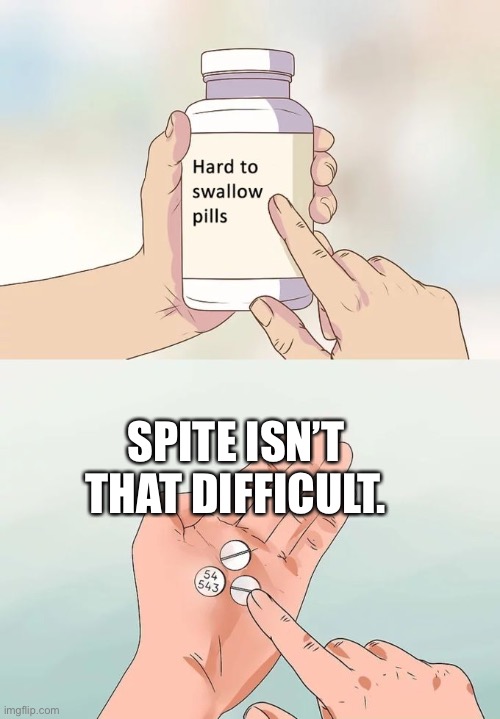 Hard to
swallow
pills
SPITE ISN’T
THAT DIFFICULT.
54
543
imgflip.com